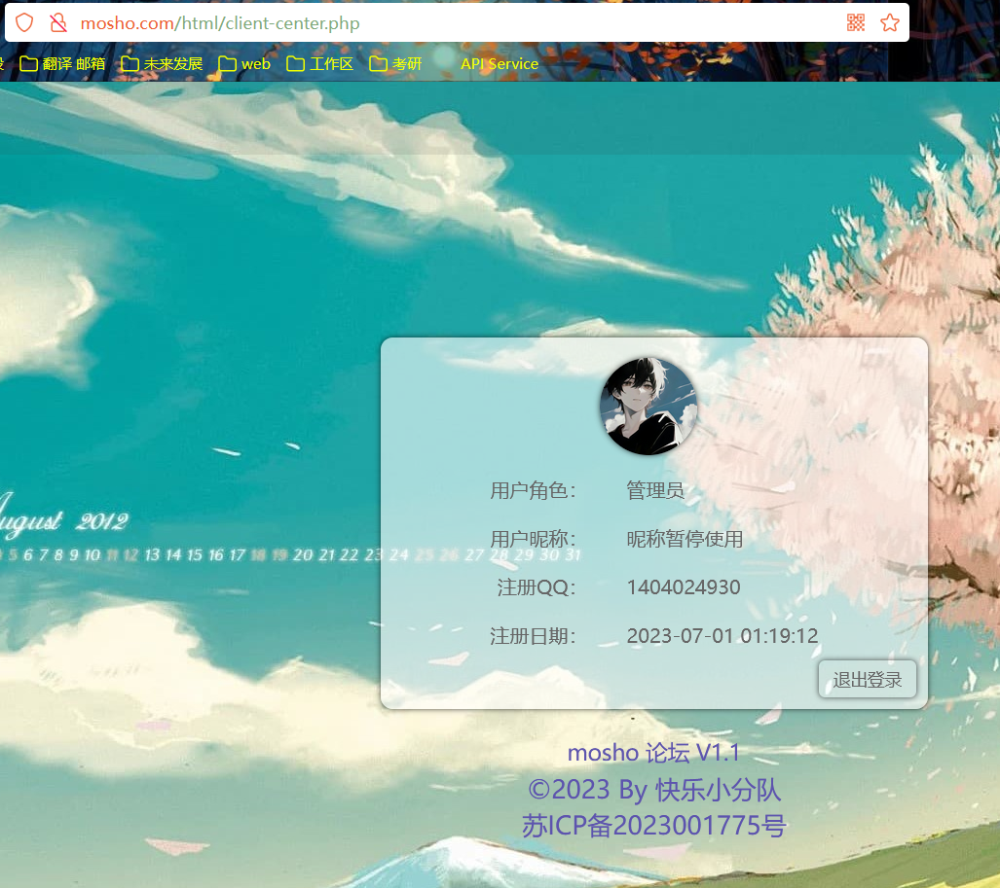 mosho.com/html/client-center.php
翻译 邮箱 未来发展 web 工作区 考研 API Service
用户角色： 管理员
用户昵称： 昵称暂停使用
August 2012
5 6 7 8 9 10 11 12 13 14 15 16 17 18 19 20 21 22 23 24 25 26 27 28 29 30 31
注册QQ： 1404024930
注册日期： 2023-07-01 01:19:12
退出登录
mosho 论坛 V1.1
©2023 By 快乐小分队
苏ICP备2023001775号